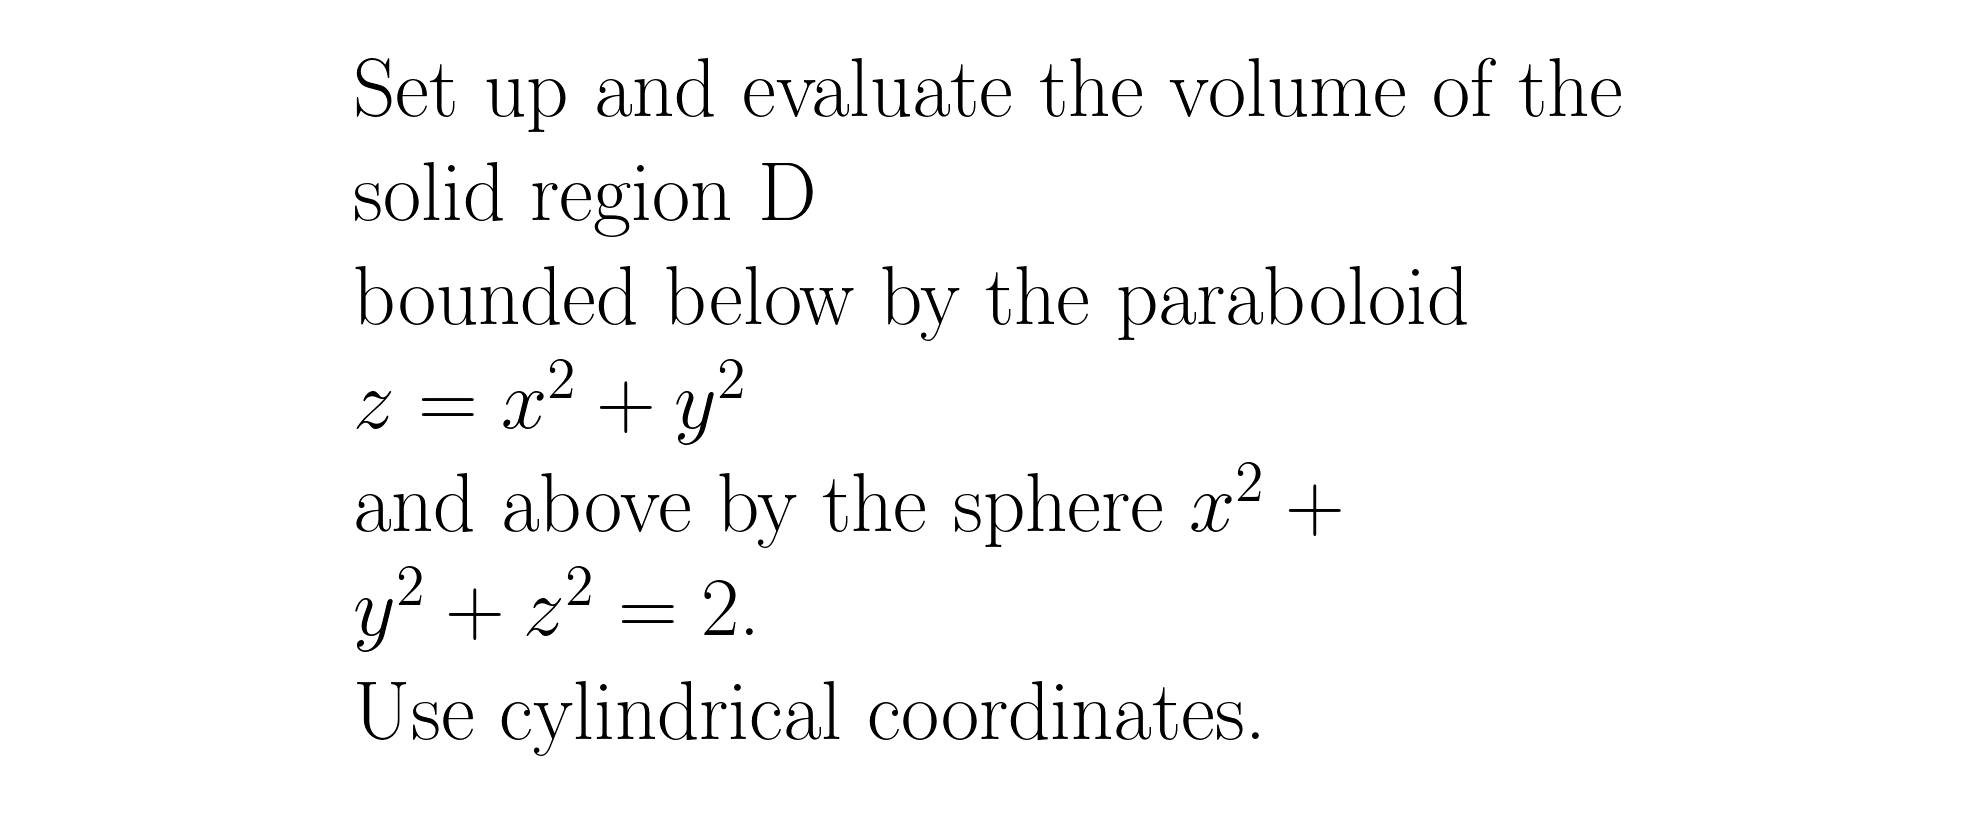 Set up and evaluate the volume of the
solid region D
bounded below by the paraboloid
z = x² + y²
and above by the sphere x² +
y² + z² = 2.
Use cylindrical coordinates.